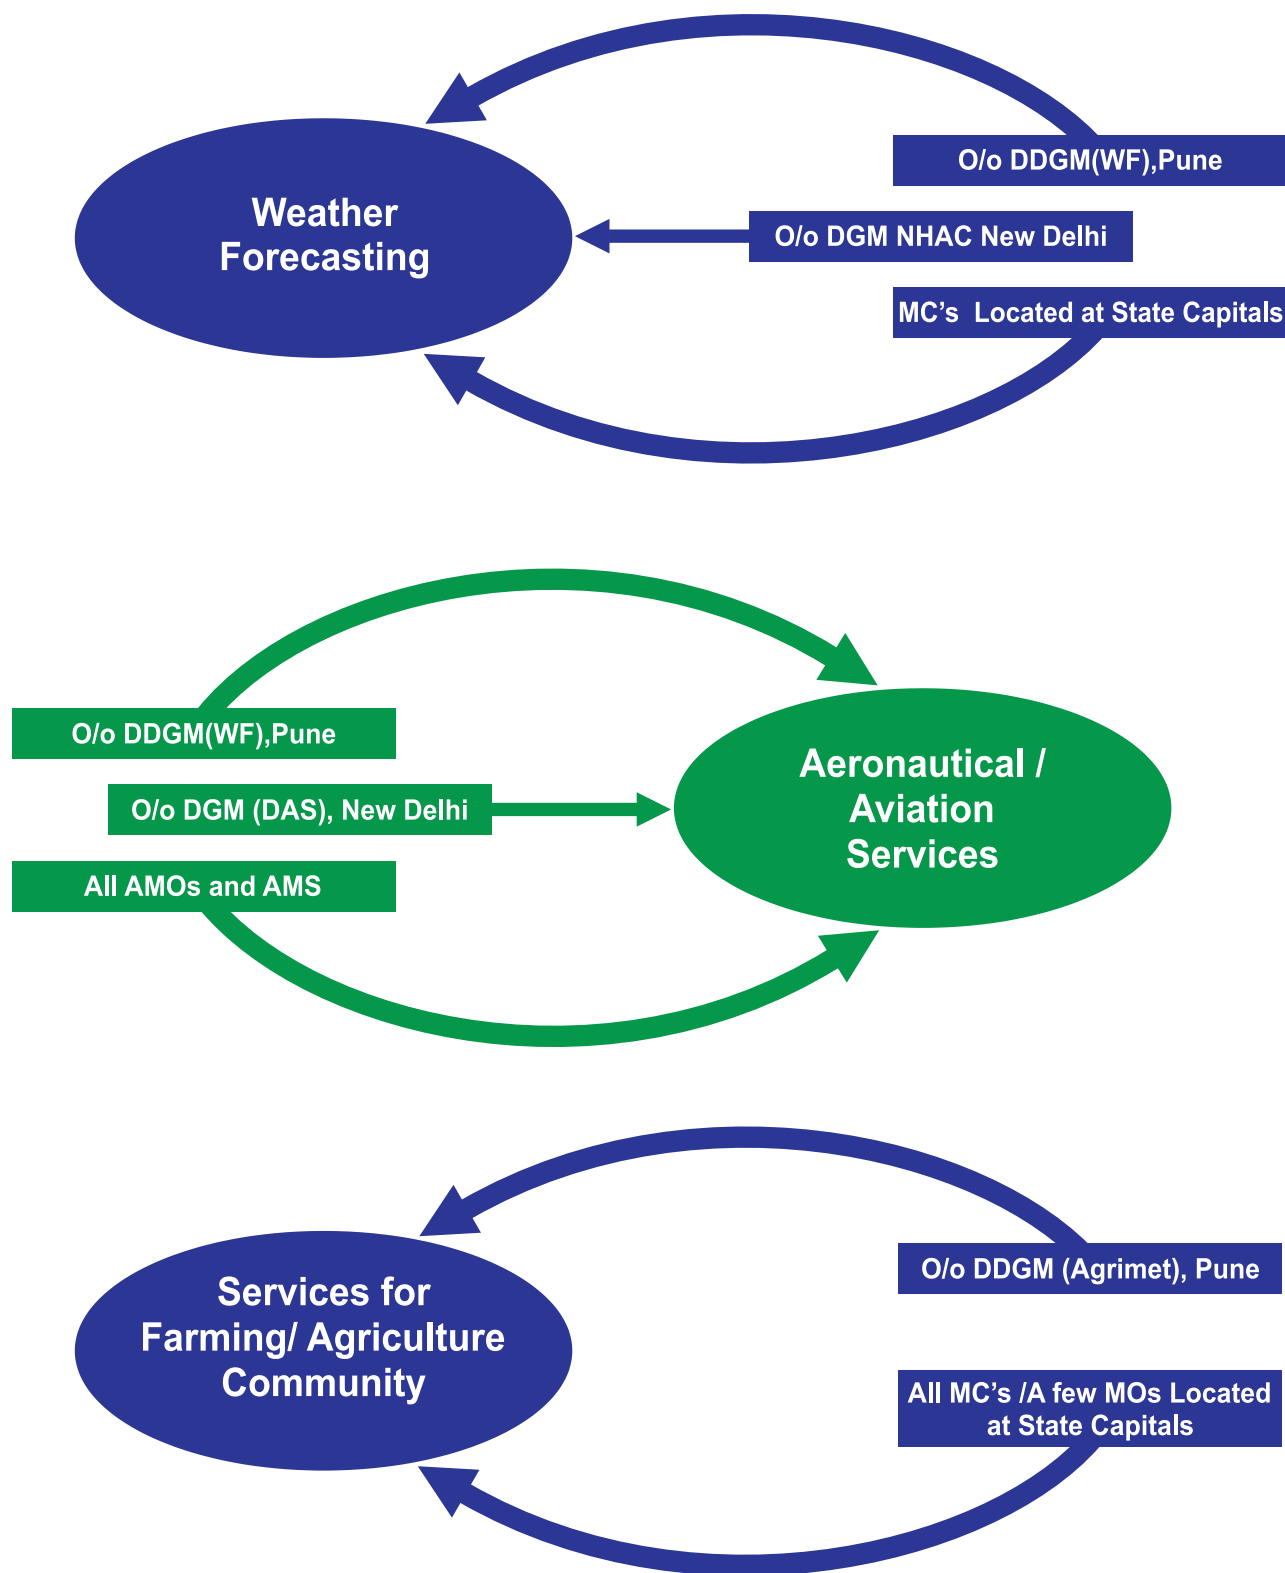 Weather
Forecasting
O/o DDGM(WF),Pune
O/o DGM NHAC New Delhi
MC’s  Located at State Capitals
O/o DDGM(WF),Pune
O/o DGM (DAS), New Delhi
All AMOs and AMS
Aeronautical /
Aviation
Services
Services for
Farming/ Agriculture
Community
O/o DDGM (Agrimet), Pune
All MC’s /A few MOs Located
at State Capitals